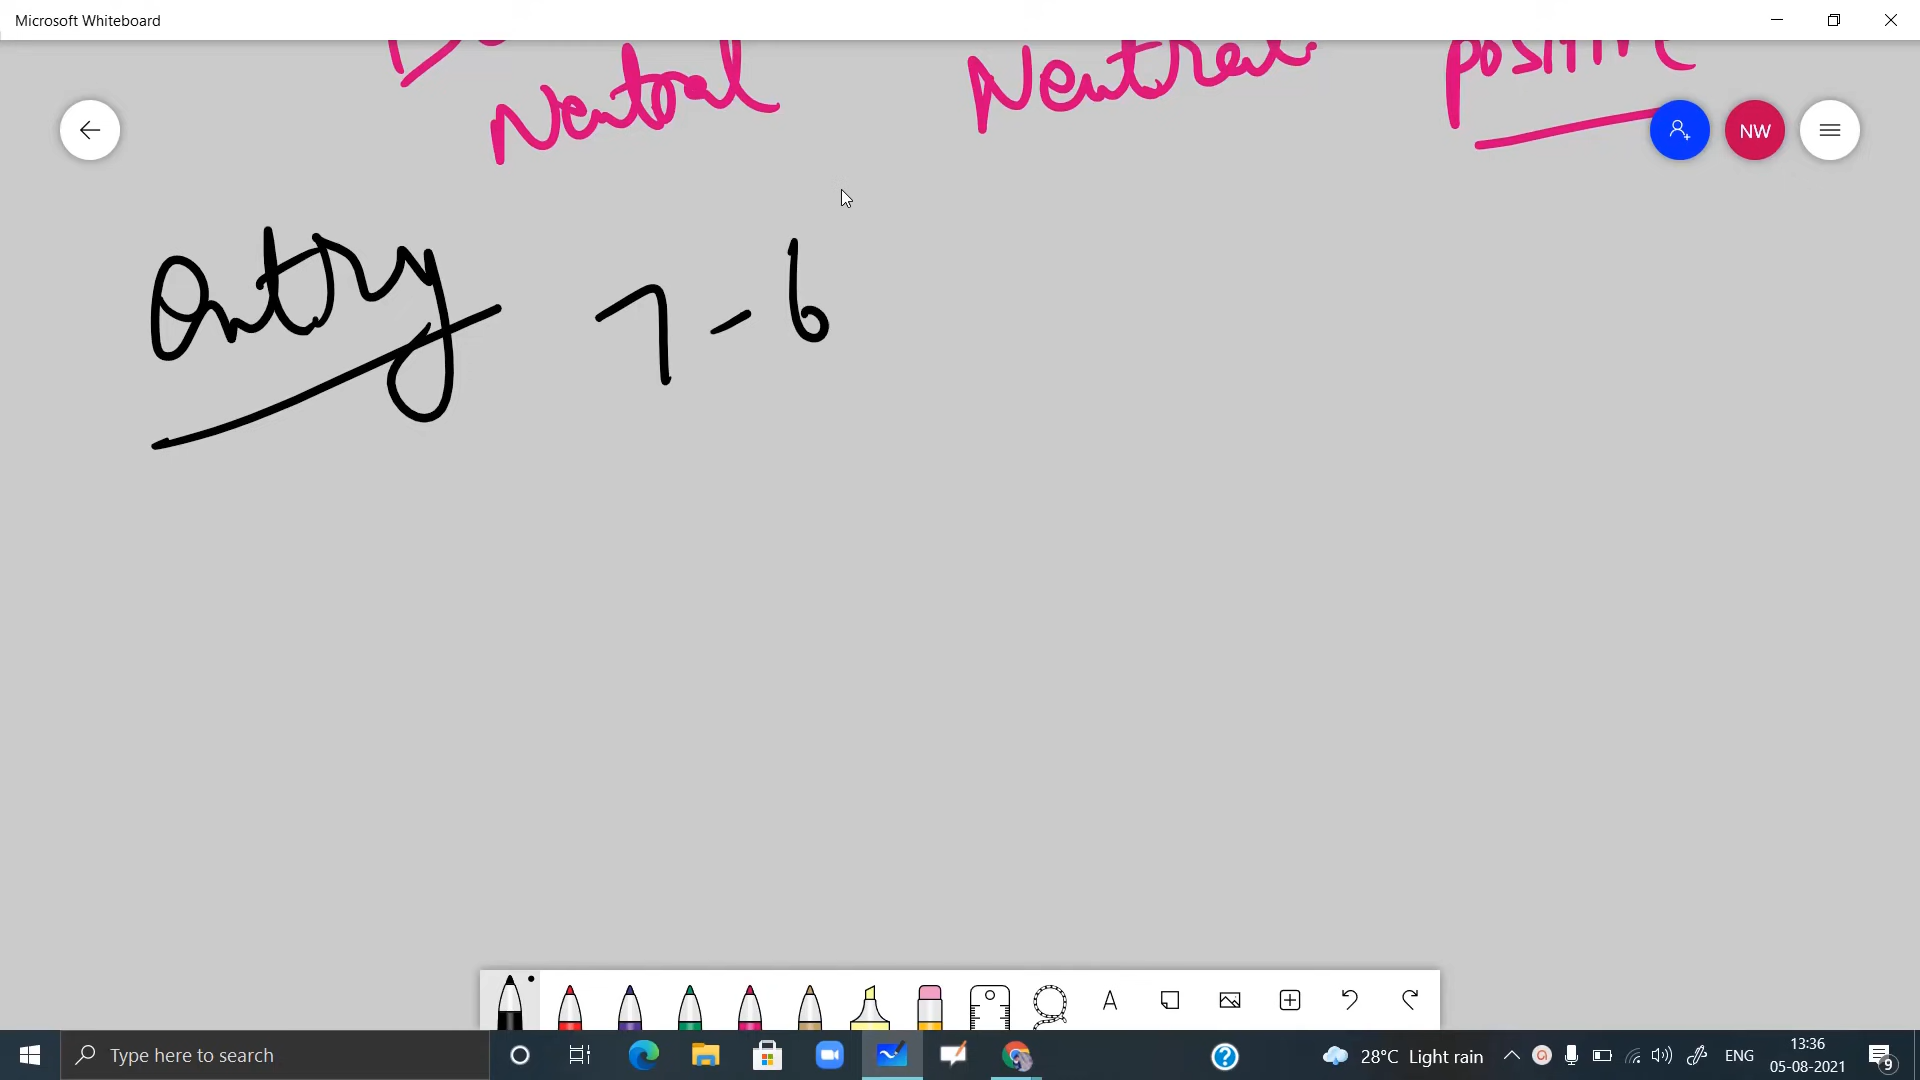 Microsoft Whiteboard
Neutral Neutral positive
NW
entry 7-6
A
Type here to search
28°C Light rain
ENG
13:36
05-08-2021
9